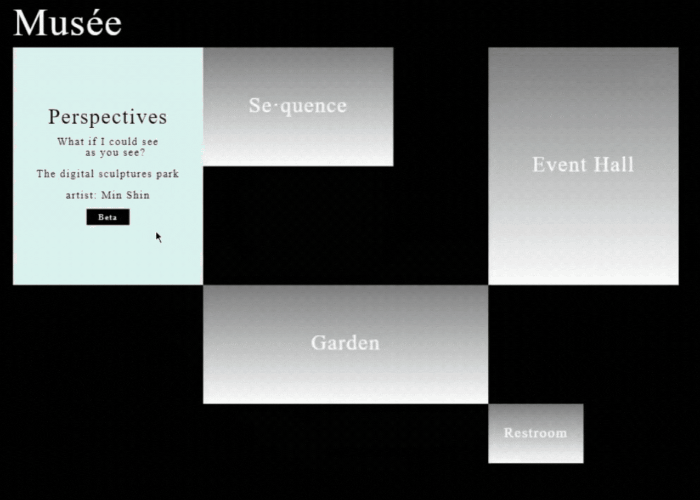 Musée
Perspectives
What if I could see
as you see?
The digital sculptures park
artist: Min Shin
Beta
Se·quence
Event Hall
Garden
Restroom